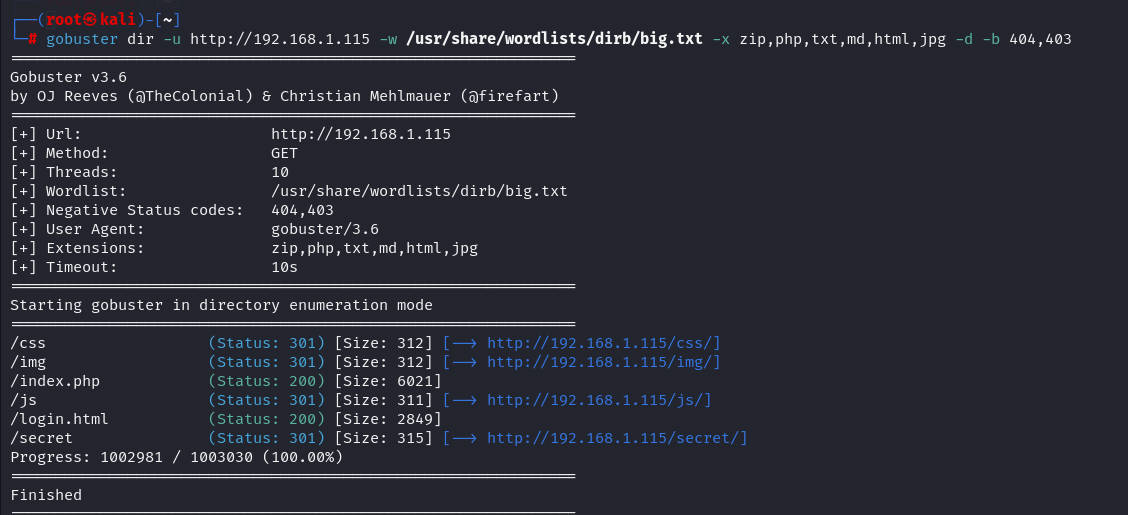 ┌──(root㉿kali)-[~]
└─# gobuster dir -u http://192.168.1.115 -w /usr/share/wordlists/dirb/big.txt -x zip,php,txt,md,html,jpg -d -b 404,403
===============================================================
Gobuster v3.6
by OJ Reeves (@TheColonial) & Christian Mehlmauer (@firefart)
===============================================================
[+] Url:                     http://192.168.1.115
[+] Method:                  GET
[+] Threads:                 10
[+] Wordlist:                /usr/share/wordlists/dirb/big.txt
[+] Negative Status codes:   404,403
[+] User Agent:              gobuster/3.6
[+] Extensions:              zip,php,txt,md,html,jpg
[+] Timeout:                 10s
===============================================================
Starting gobuster in directory enumeration mode
===============================================================
/css                  (Status: 301) [Size: 312] [--> http://192.168.1.115/css/]
/img                  (Status: 301) [Size: 312] [--> http://192.168.1.115/img/]
/index.php            (Status: 200) [Size: 6021]
/js                   (Status: 301) [Size: 311] [--> http://192.168.1.115/js/]
/login.html           (Status: 200) [Size: 2849]
/secret               (Status: 301) [Size: 315] [--> http://192.168.1.115/secret/]
Progress: 1002981 / 1003030 (100.00%)
===============================================================
Finished
===============================================================